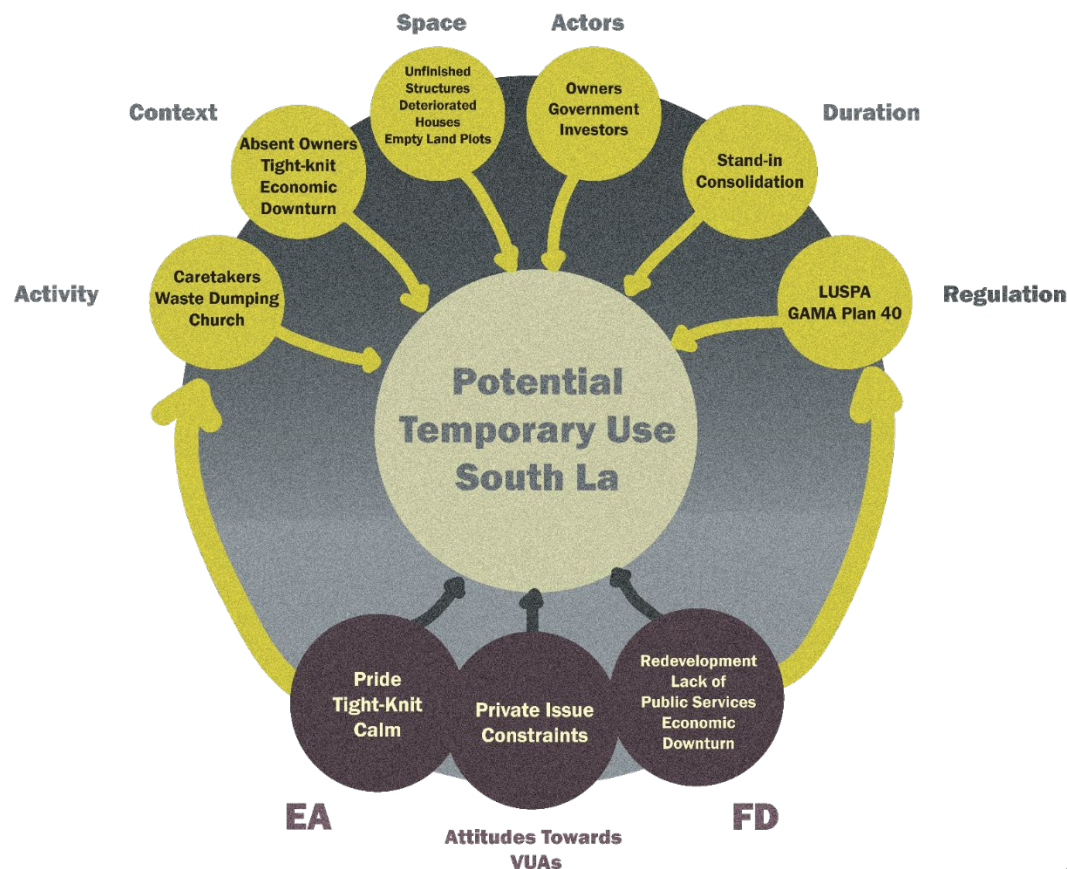 Space
Actors
Context
Duration
Activity
Regulation
Unfinished
Structures
Deteriorated
Houses
Empty Land Plots
Owners
Government
Investors
Absent Owners
Tight-knit
Economic
Downturn
Stand-in
Consolidation
Caretakers
Waste Dumping
Church
LUSPA
GAMA Plan 40
Potential
Temporary Use
South La
Pride
Tight-Knit
Calm
Private Issue
Constraints
Redevelopment
Lack of
Public Services
Economic
Downturn
EA
FD
Attitudes Towards
VUAs